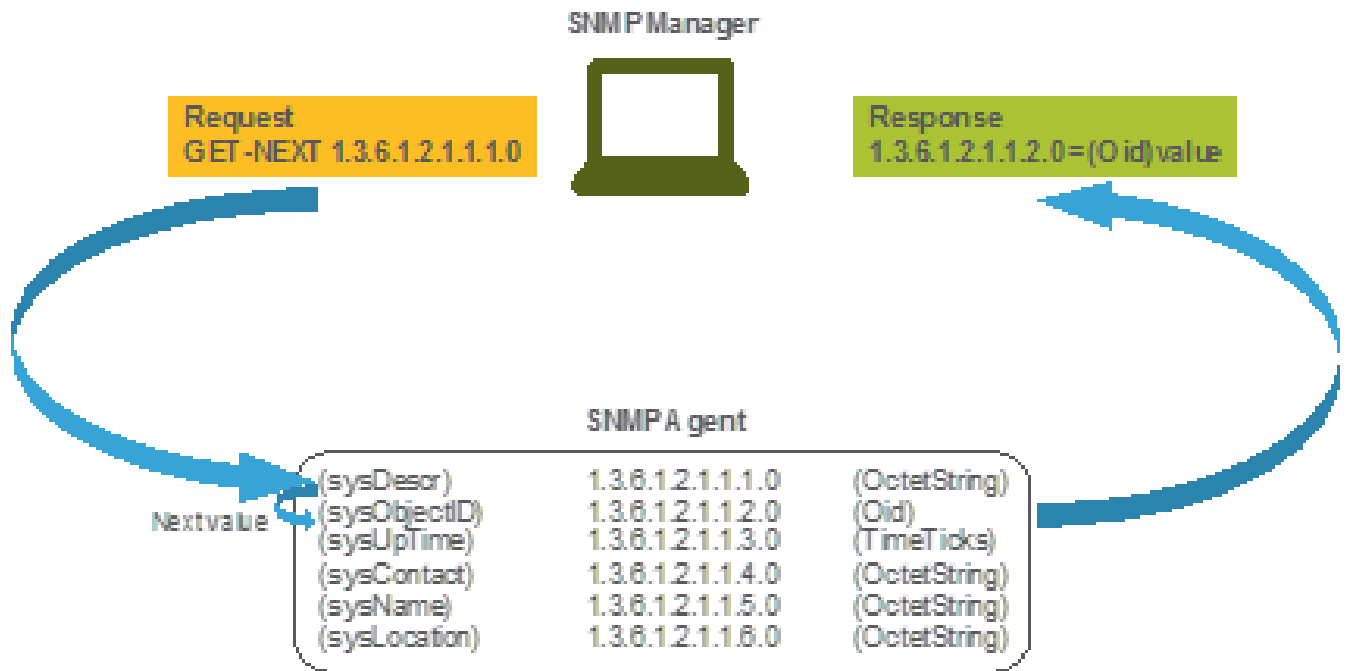 SNMP Manager
Request
GET-NEXT 1.3.6.1.2.1.1.1.0
Response
1.3.6.1.2.1.1.2.0=(Oid)value
SNMP Agent
(sysDescr) 1.3.6.1.2.1.1.1.0 (OctetString)
(sysObjectID) 1.3.6.1.2.1.1.2.0 (Oid)
Next value
(sysUpTime) 1.3.6.1.2.1.1.3.0 (TimeTicks)
(sysContact) 1.3.6.1.2.1.1.4.0 (OctetString)
(sysName) 1.3.6.1.2.1.1.5.0 (OctetString)
(sysLocation) 1.3.6.1.2.1.1.6.0 (OctetString)